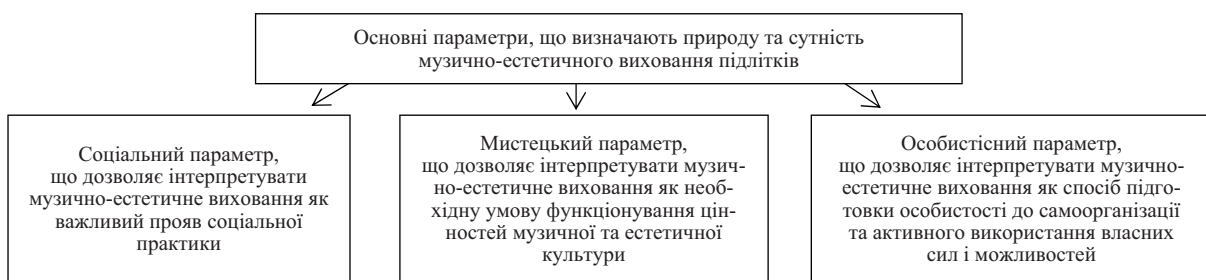 Основні параметри, що визначають природу та сутність
музично-естетичного виховання підлітків
Соціальний параметр,
що дозволяє інтерпретувати
музично-естетичне виховання як
важливий прояв соціальної
практики
Мистецький параметр,
що дозволяє інтерпретувати музич-
но-естетичне виховання як необ-
хідну умову функціонування цін-
ностей музичної та естетичної
культури
Особистісний параметр,
що дозволяє інтерпретувати музично-
естетичне виховання як спосіб підго-
товки особистості до самоорганізації
та активного використання власних
сил і можливостей